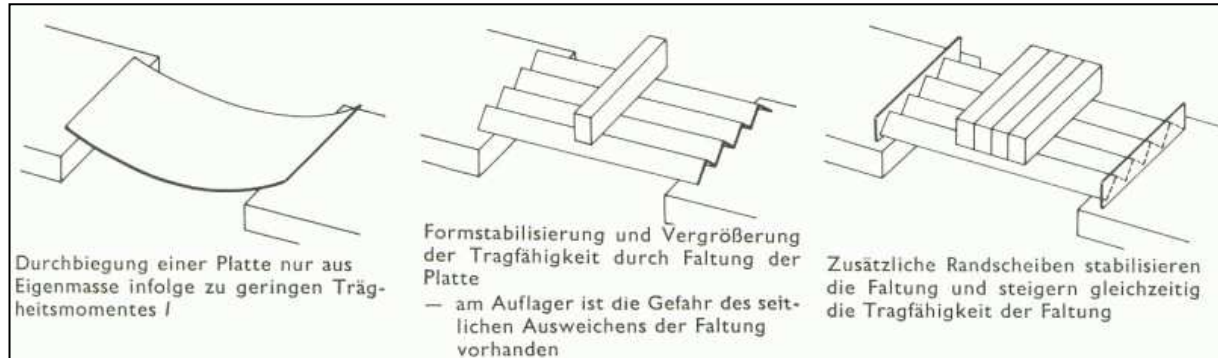 Durchbiegung einer Platte nur aus
Eigenmasse infolge zu geringen Träg-
heitsmomentes I
Formstabilisierung und Vergrößerung
der Tragfähigkeit durch Faltung der
Platte
— am Auflager ist die Gefahr des seit-
lichen Ausweichens der Faltung
vorhanden
Zusätzliche Randscheiben stabilisieren
die Faltung und steigern gleichzeitig
die Tragfähigkeit der Faltung